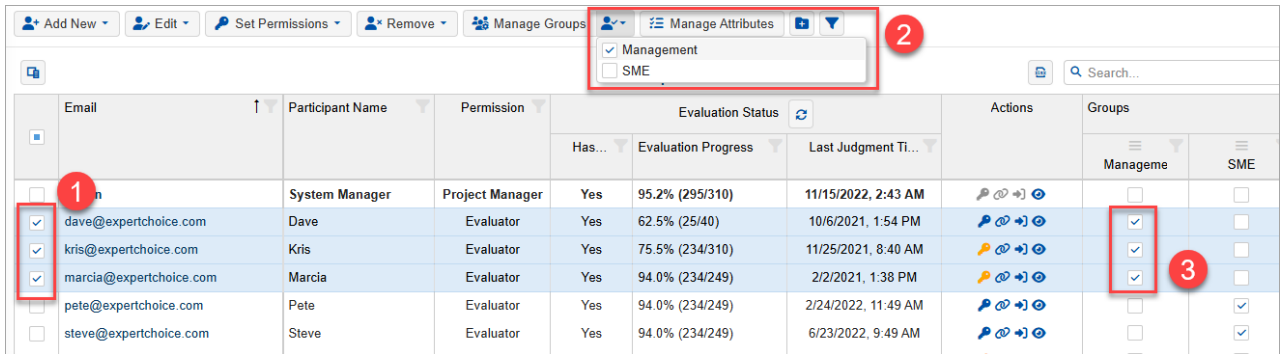 Add New Edit Set Permissions Remove Manage Groups Manage Attributes 2
Management
SME
Search...
Email Participant Name Permission Evaluation Status Actions Groups
Has... Evaluation Progress Last Judgment Ti... Manageme SME
1 System Manager Project Manager Yes 95.2% (295/310) 11/15/2022, 2:43 AM
dave@expertchoice.com Dave Evaluator Yes 62.5% (25/40) 10/6/2021, 1:54 PM
kris@expertchoice.com Kris Evaluator Yes 75.5% (234/310) 11/25/2021, 8:40 AM
marcia@expertchoice.com Marcia Evaluator Yes 94.0% (234/249) 2/2/2021, 1:38 PM 3
pete@expertchoice.com Pete Evaluator Yes 94.0% (234/249) 2/24/2022, 11:49 AM
steve@expertchoice.com Steve Evaluator Yes 94.0% (234/249) 6/23/2022, 9:49 AM